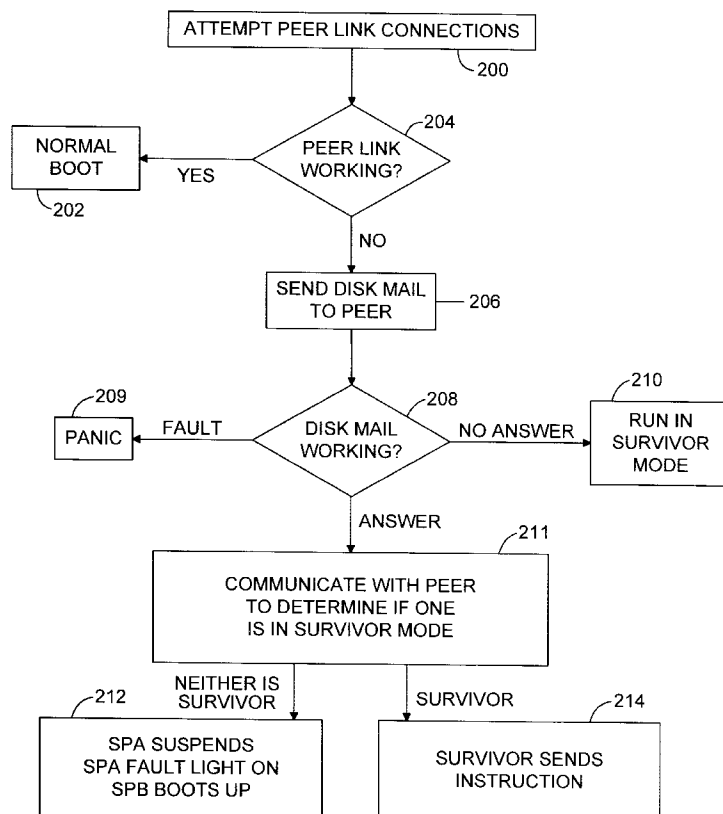 ATTEMPT PEER LINK CONNECTIONS
200
204
PEER LINK
WORKING?
NORMAL
BOOT
YES
202
NO
SEND DISK MAIL
TO PEER
206
209
208
210
PANIC
FAULT
DISK MAIL
WORKING?
NO ANSWER
RUN IN
SURVIVOR
MODE
ANSWER
211
COMMUNICATE WITH PEER
TO DETERMINE IF ONE
IS IN SURVIVOR MODE
NEITHER IS
SURVIVOR
SURVIVOR
212
214
SPA SUSPENDS
SPA FAULT LIGHT ON
SPB BOOTS UP
SURVIVOR SENDS
INSTRUCTION